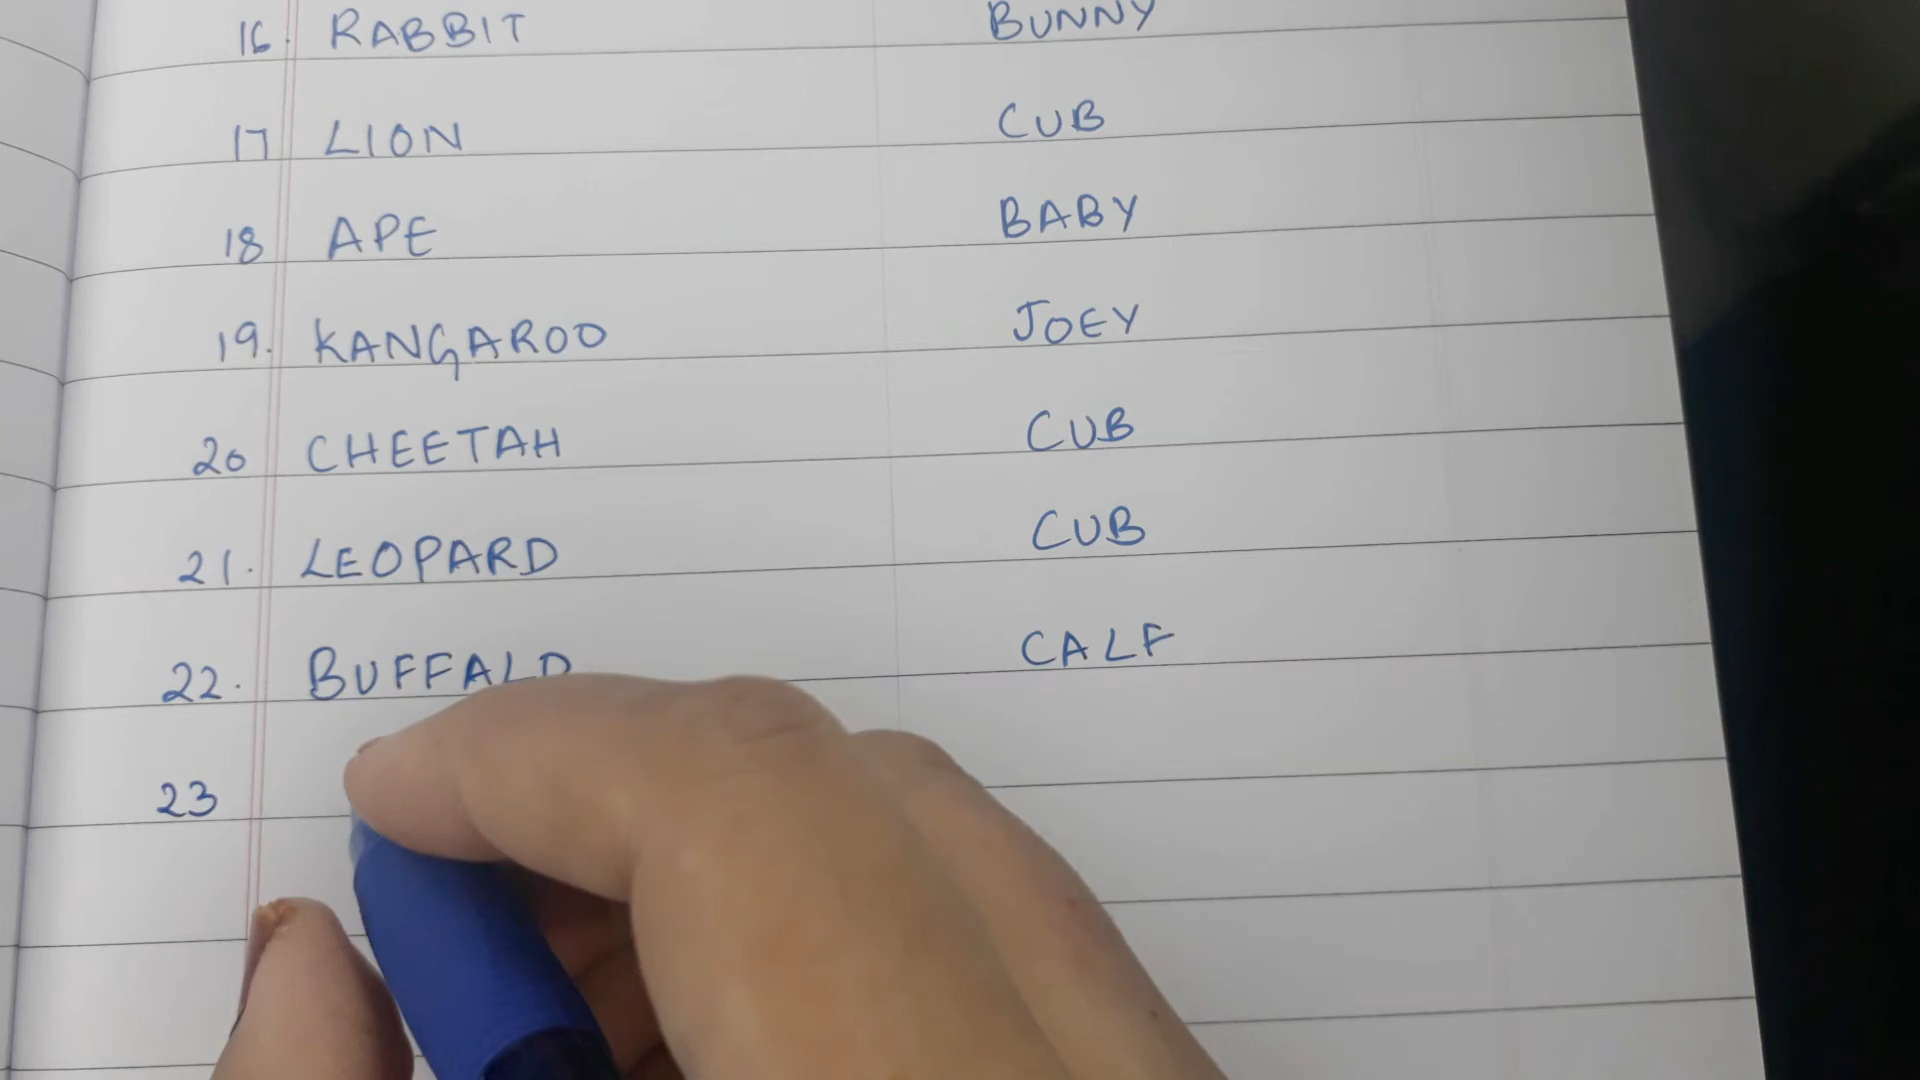 16. RABBIT BUNNY
17 LION CUB
18 APE BABY
19. KANGAROO JOEY
20 CHEETAH CUB
21. LEOPARD CUB
22. BUFFALO CALF
23